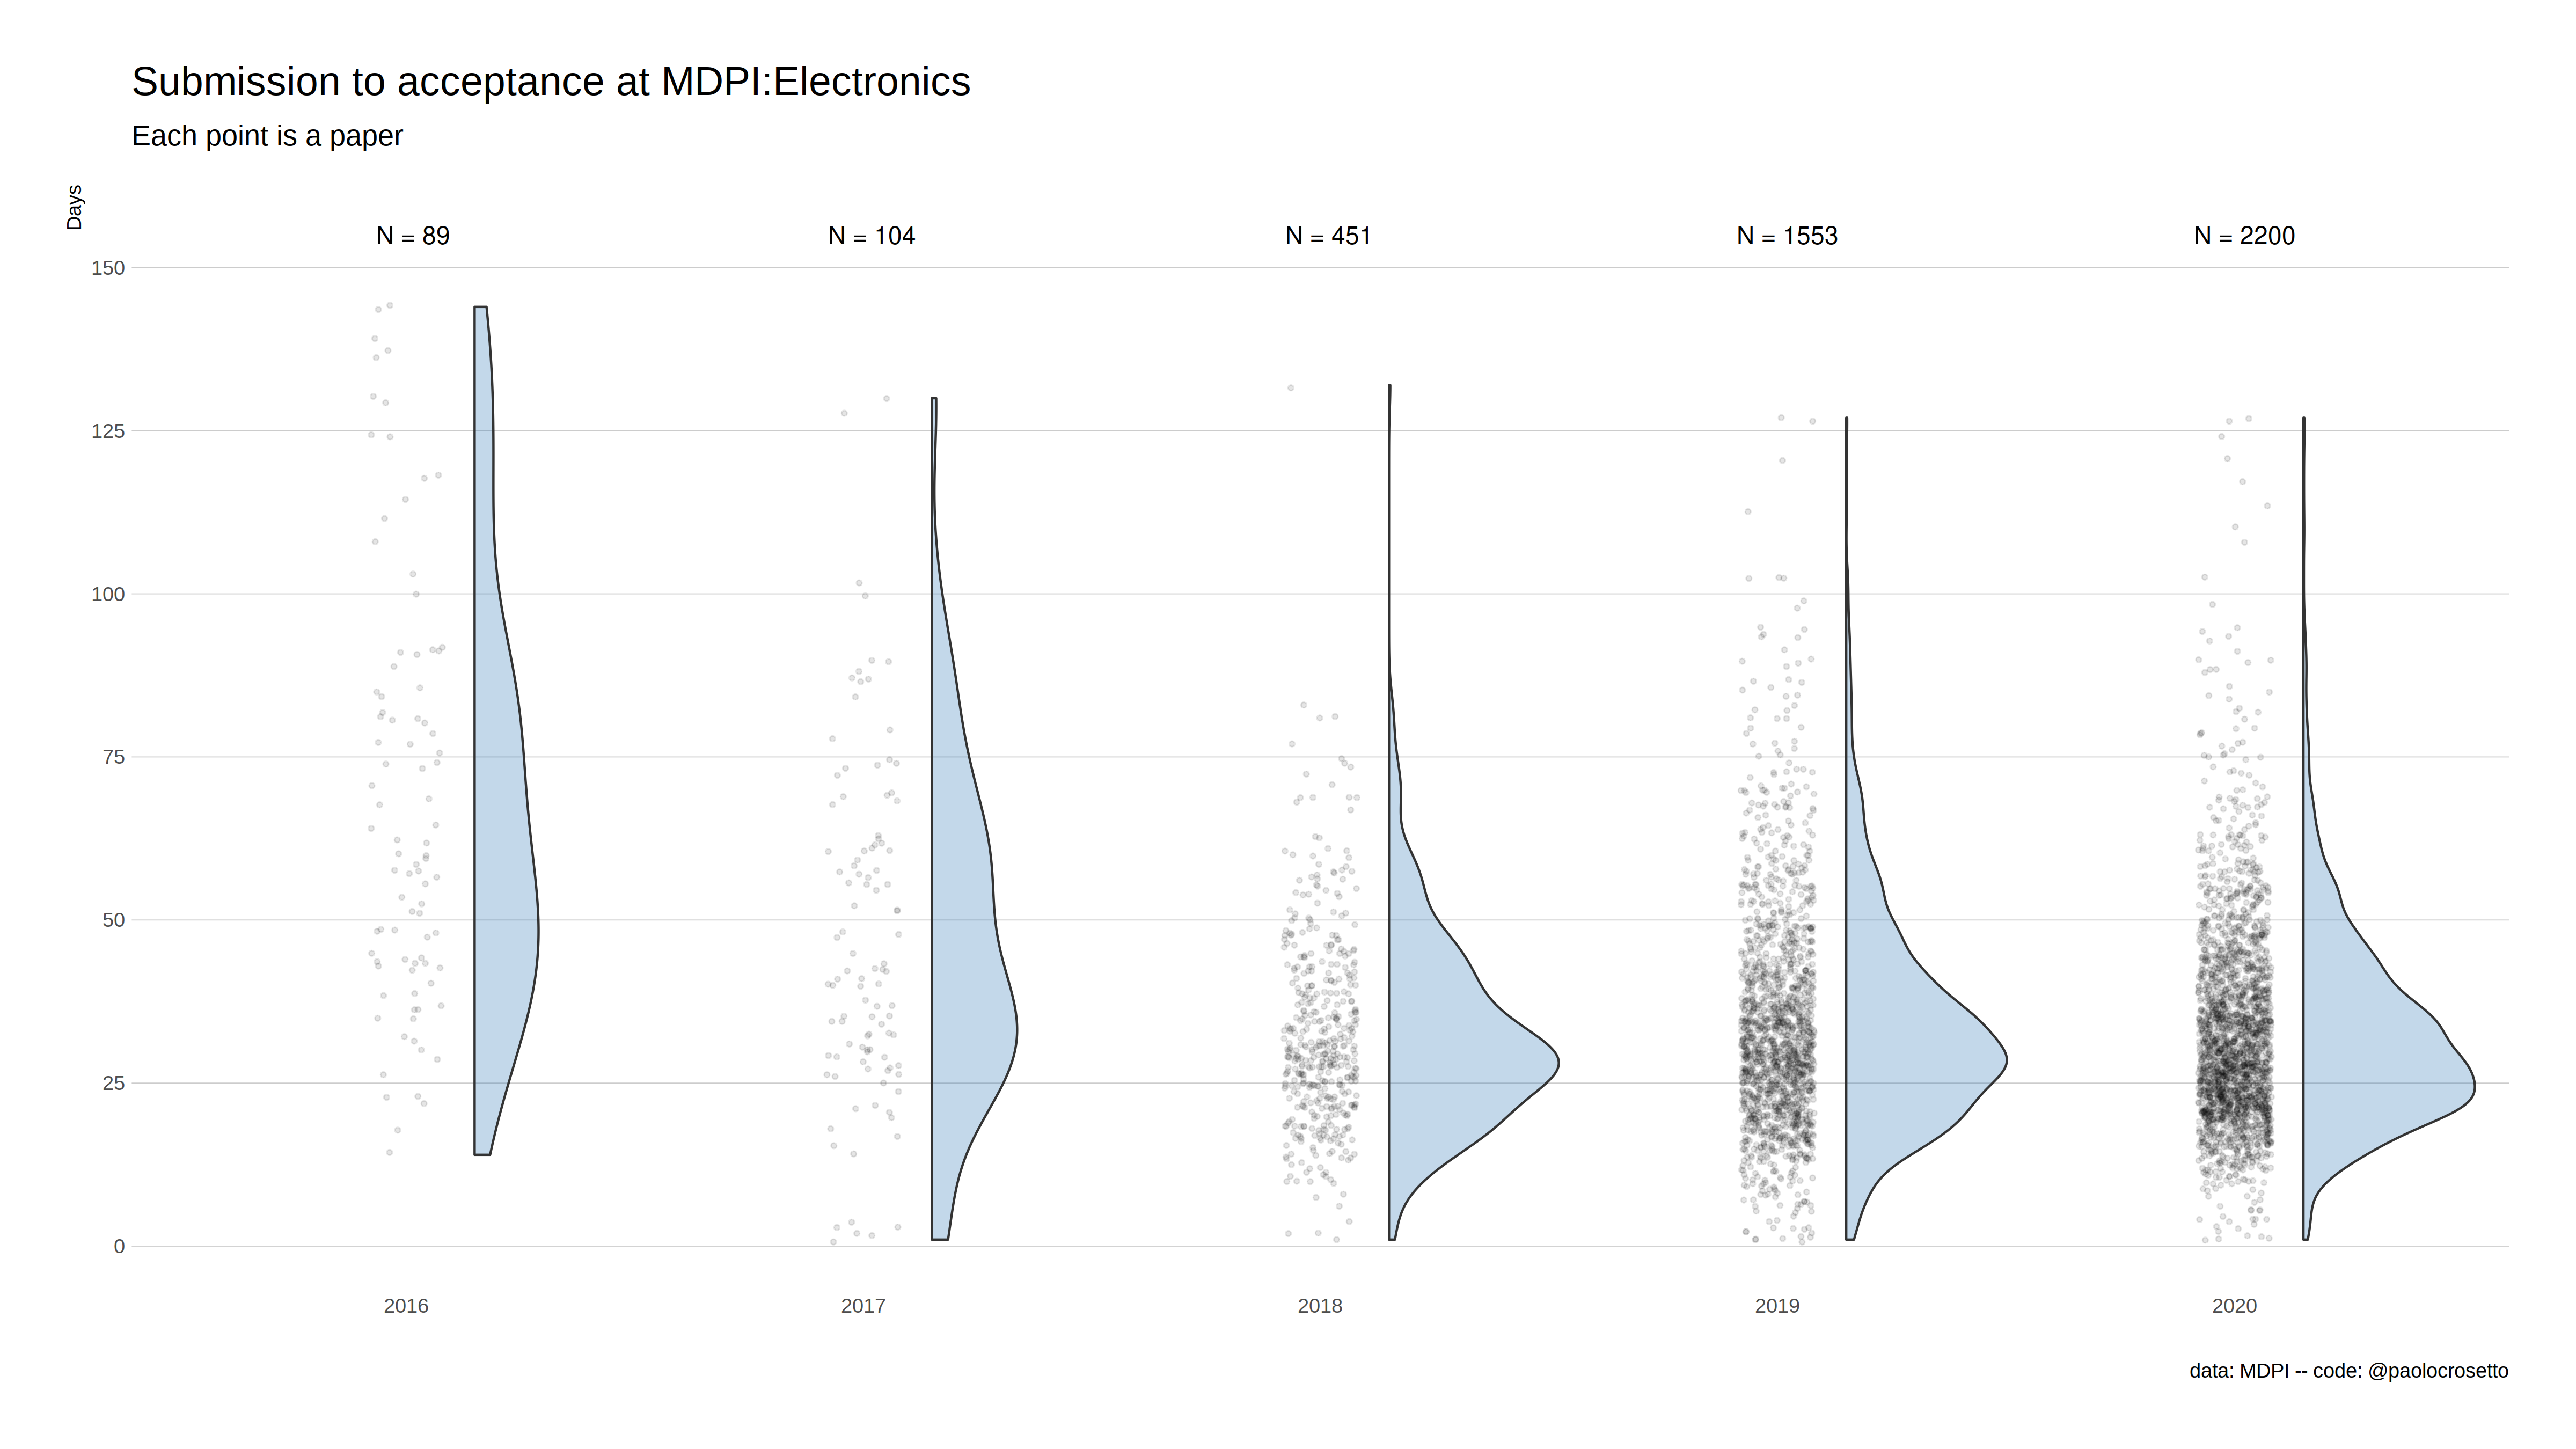 Submission to acceptance at MDPI:Electronics
Each point is a paper
Days
N = 89 N = 104 N = 451 N = 1553 N = 2200
150
125
100
75
50
25
0
2016 2017 2018 2019 2020
data: MDPI -- code: @paolocrosetto